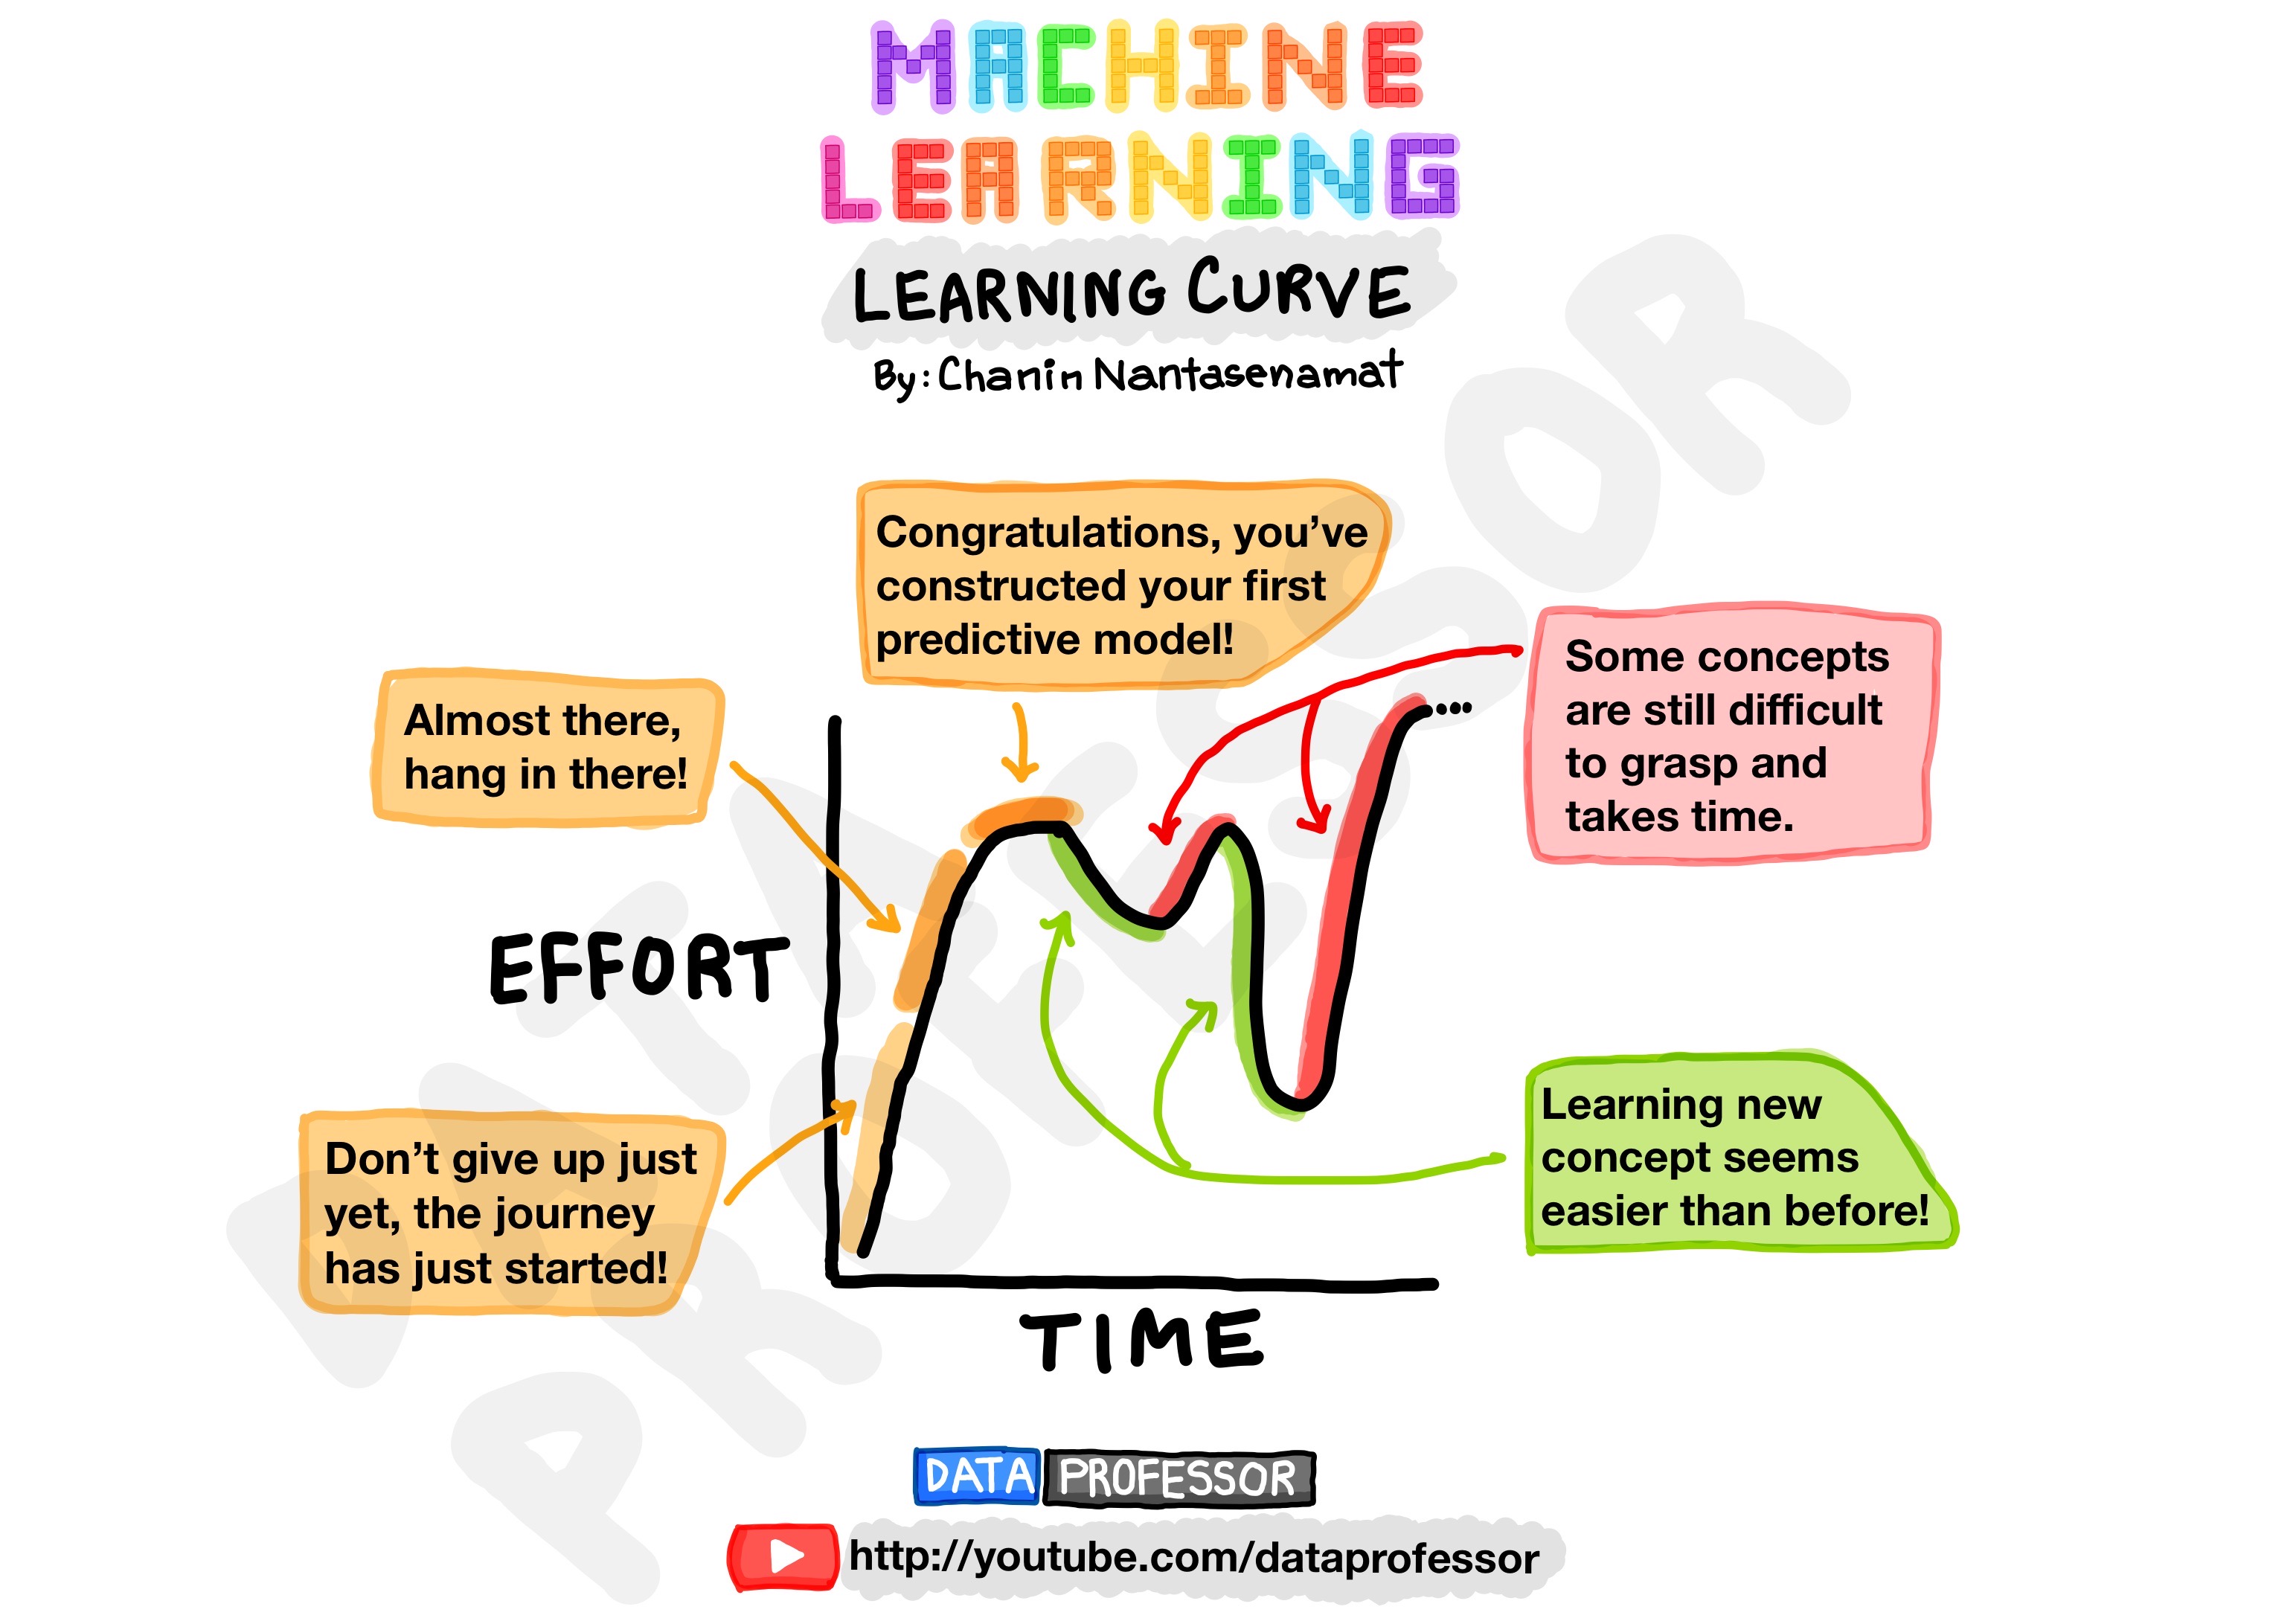 MACHINE
LEARNING
LEARNING CURVE
By: Chanin Nantasenamat
Congratulations, you've
constructed your first
predictive model!
Some concepts
are still difficult
to grasp and
takes time.
Almost there,
hang in there!
EFFORT
Don't give up just
yet, the journey
has just started!
Learning new
concept seems
easier than before!
TIME
DATA PROFESSOR
http://youtube.com/dataprofessor
DATA
PROFESSOR